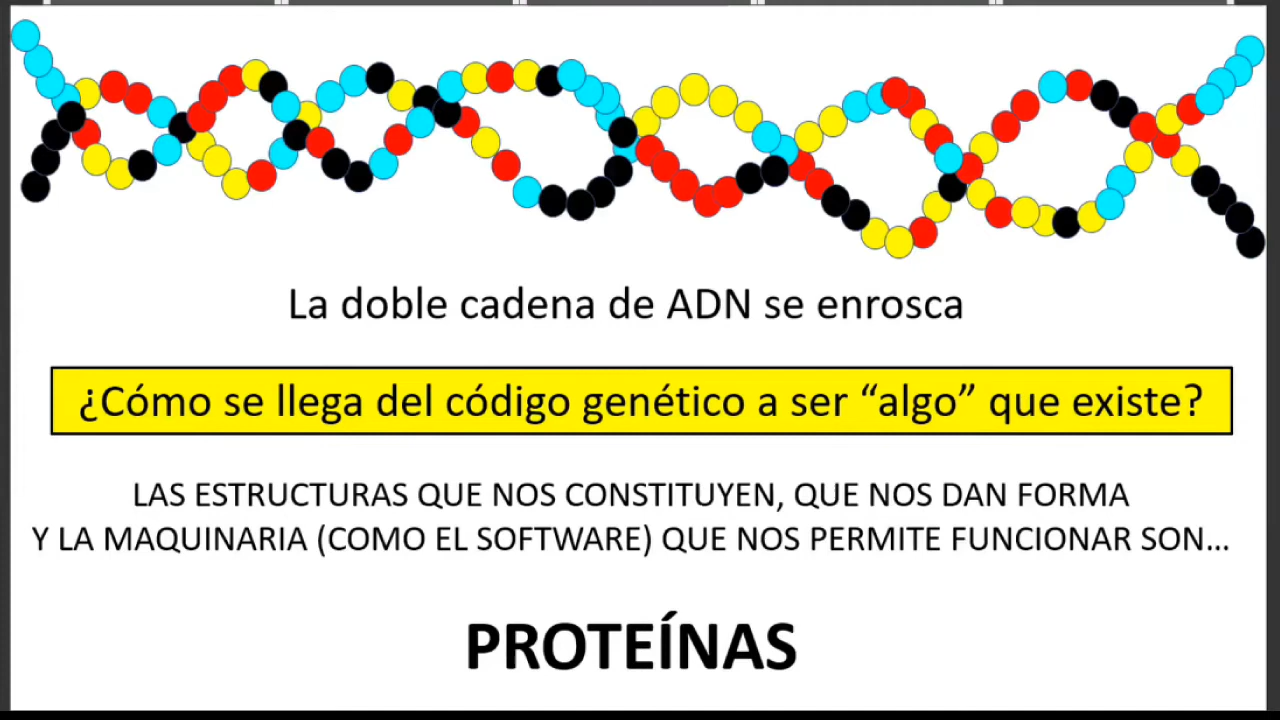 La doble cadena de ADN se enrosca
¿Cómo se llega del código genético a ser “algo” que existe?
LAS ESTRUCTURAS QUE NOS CONSTITUYEN, QUE NOS DAN FORMA
Y LA MAQUINARIA (COMO EL SOFTWARE) QUE NOS PERMITE FUNCIONAR SON...
PROTEÍNAS